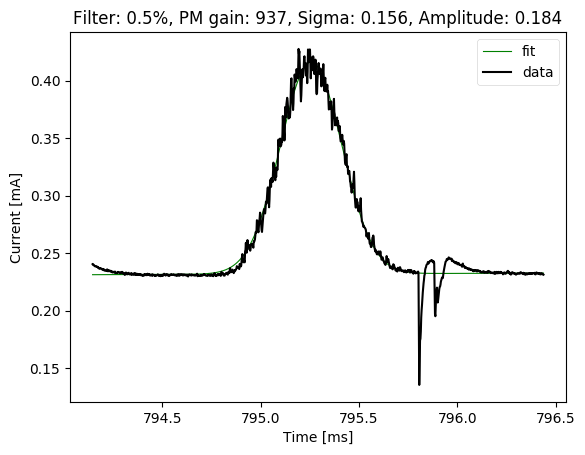 Filter: 0.5%, PM gain: 937, Sigma: 0.156, Amplitude: 0.184
fit
data
0.40
0.35
0.30
0.25
0.20
0.15
Current [mA]
794.5
795.0
795.5
796.0
796.5
Time [ms]